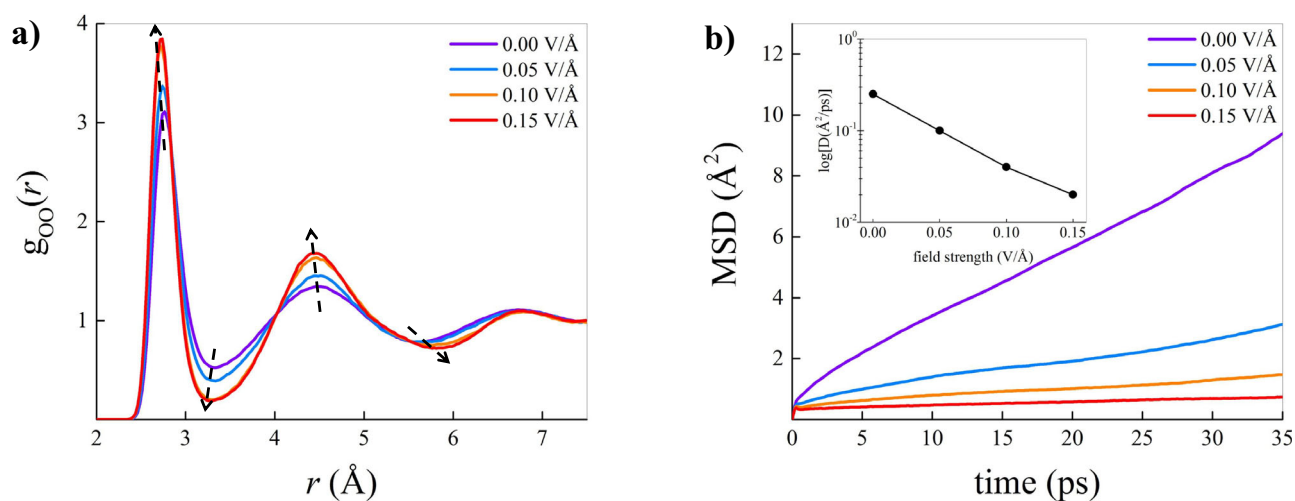 a)
4
3
2
1
2
3
4
5
6
7
g_OO(r)
r (Å)
0.00 V/Å
0.05 V/Å
0.10 V/Å
0.15 V/Å
b)
12
10
8
6
4
2
0
5
10
15
20
25
30
35
MSD (Å²)
time (ps)
0.00 V/Å
0.05 V/Å
0.10 V/Å
0.15 V/Å
10⁰
10⁻¹
10⁻²
0.00
0.05
0.10
0.15
log[D(Å²/ps)]
field strength (V/Å)